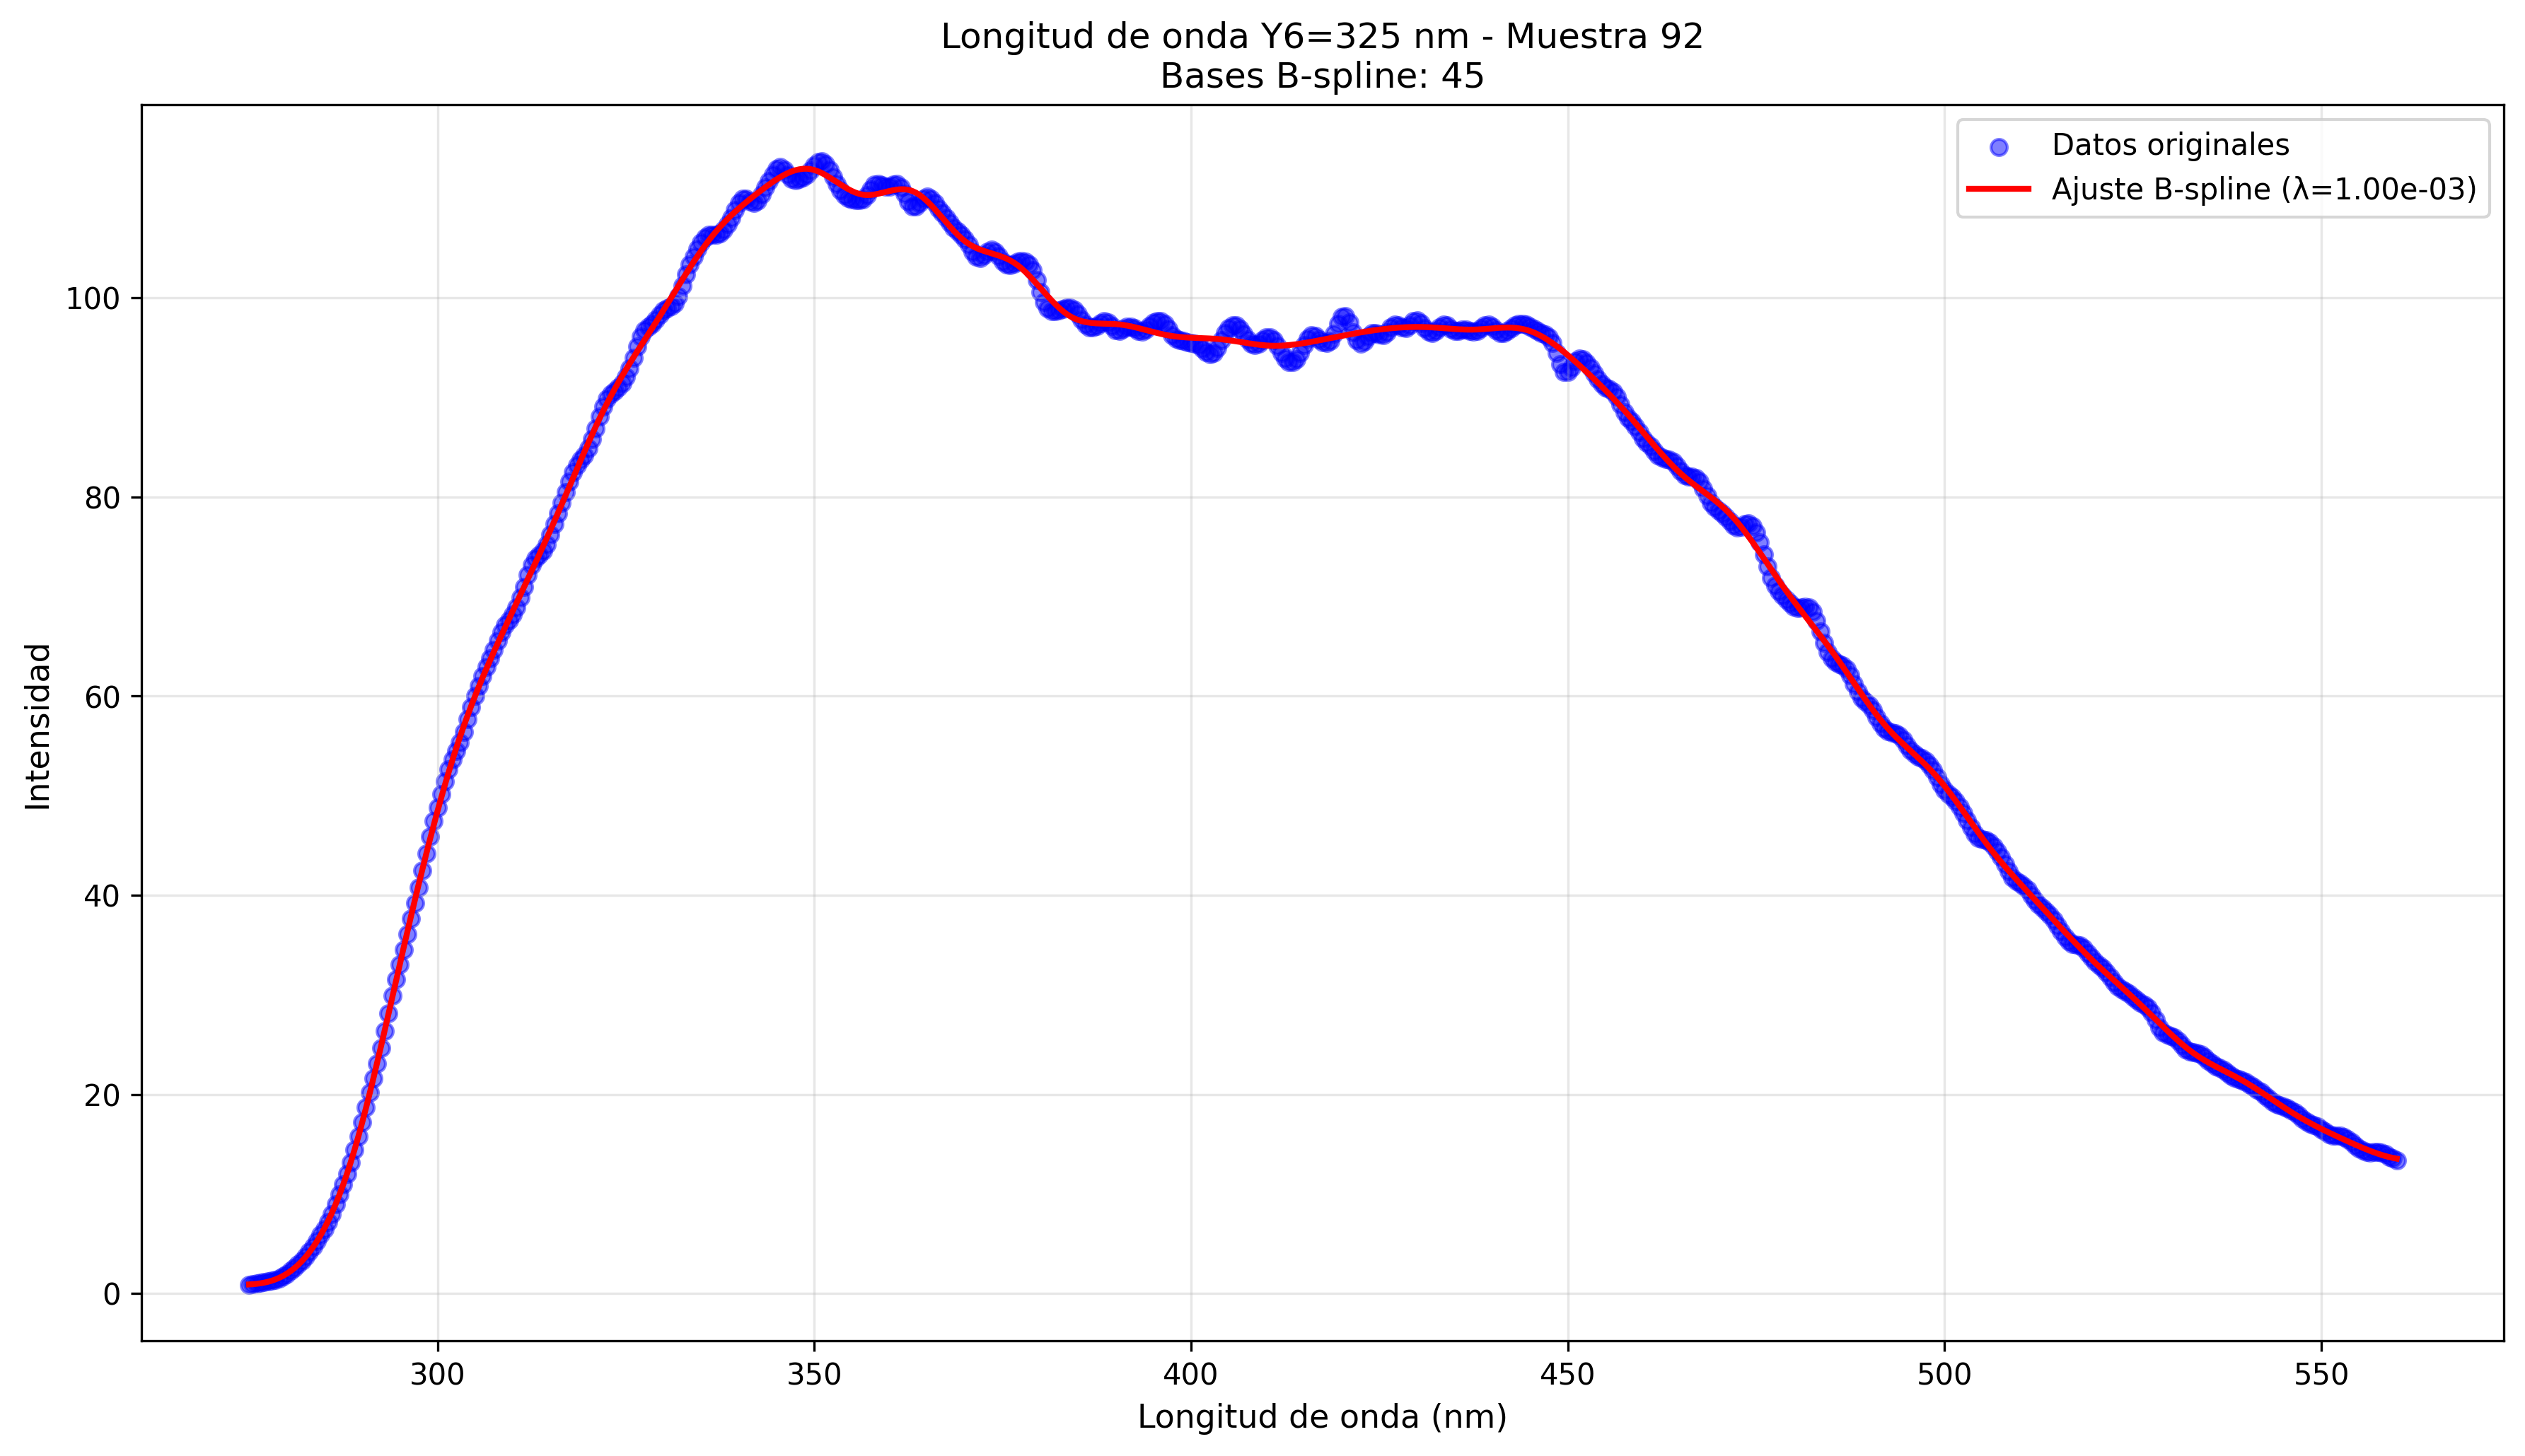 Longitud de onda Y6=325 nm - Muestra 92
Bases B-spline: 45
Datos originales
Ajuste B-spline (λ=1.00e-03)
Intensidad
100
80
60
40
20
0
300 350 400 450 500 550
Longitud de onda (nm)